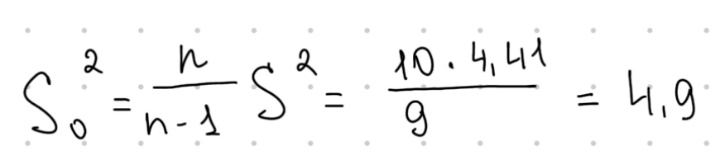 S₀² = n/(n-1) S² = (10 · 4,41)/9 = 4,9